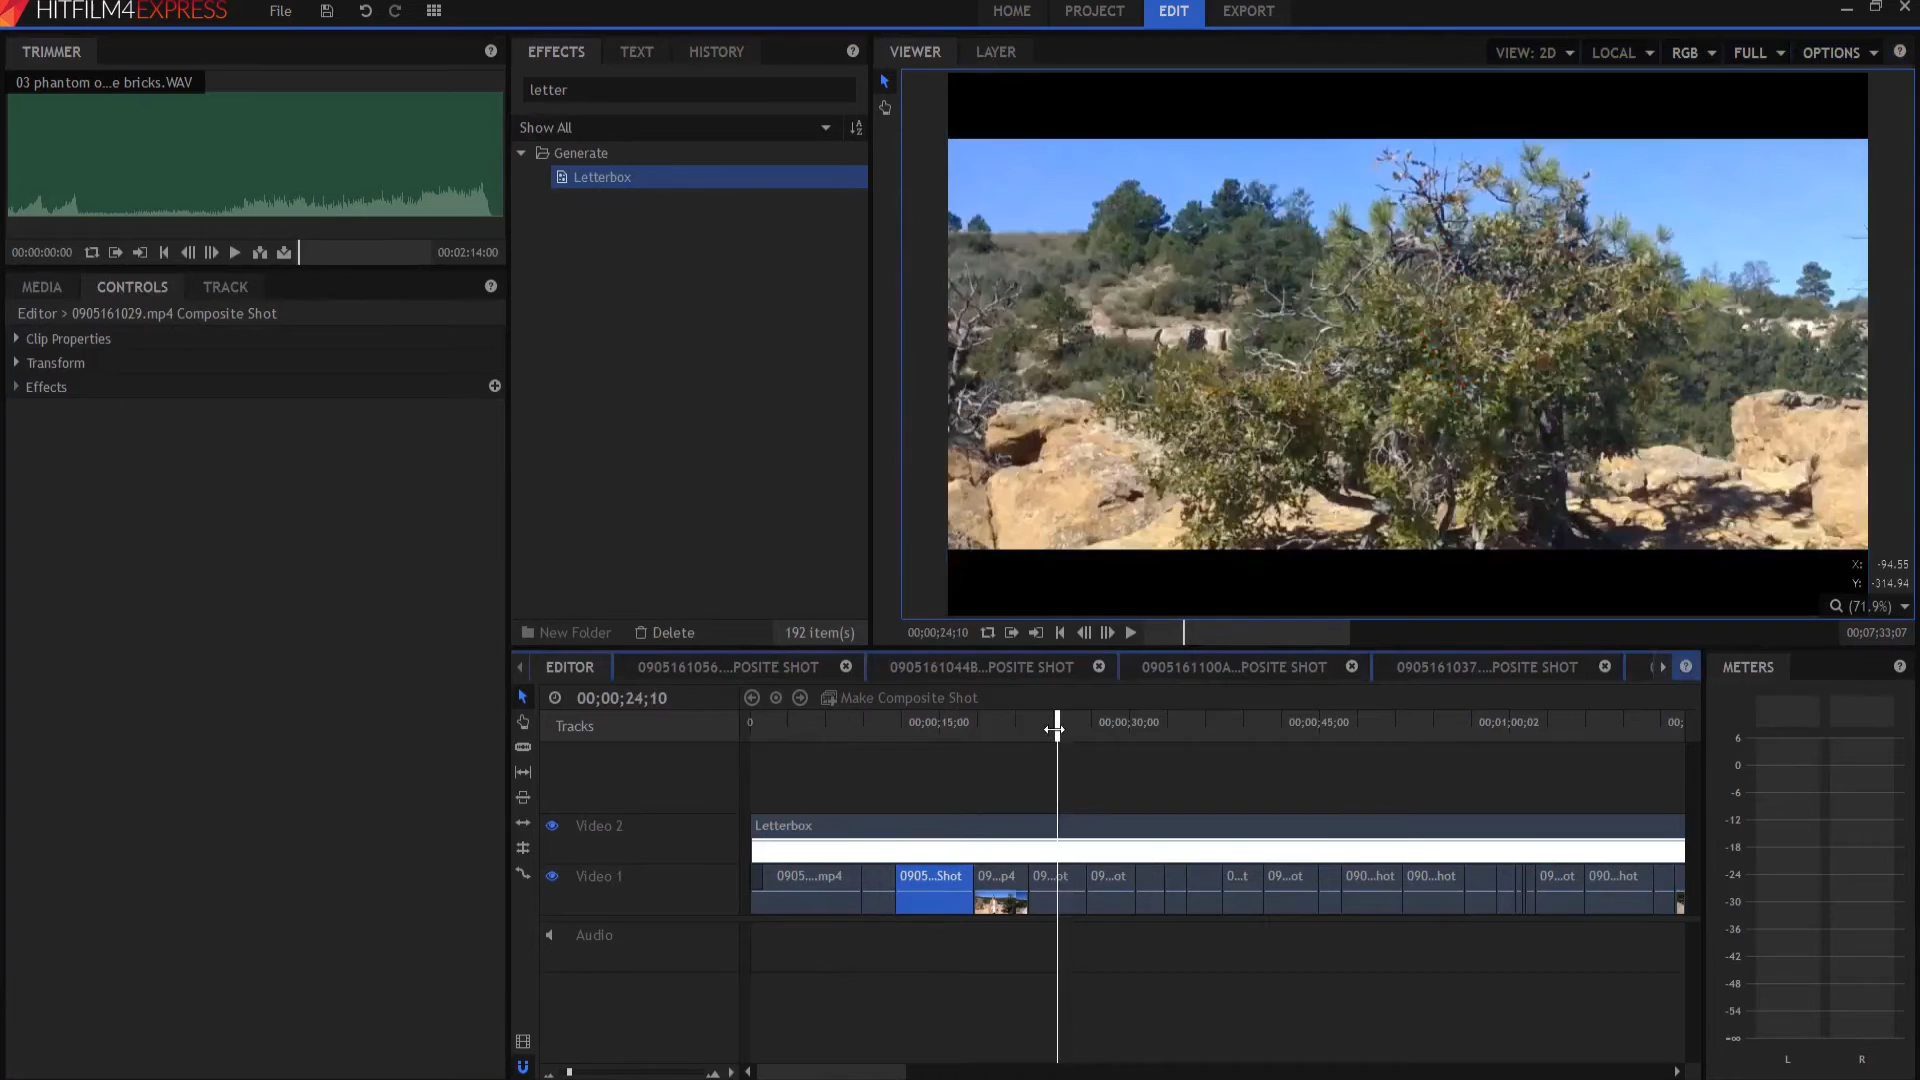 HITFILM4EXPRESS
File
HOME
PROJECT
EDIT
EXPORT
TRIMMER
03 phantom o...e bricks.WAV
00:00:00:00
00:02:14:00
MEDIA
CONTROLS
TRACK
Editor > 0905161029.mp4 Composite Shot
Clip Properties
Transform
Effects
EFFECTS
TEXT
HISTORY
letter
Show All
Generate
Letterbox
New Folder
Delete
192 item(s)
VIEWER
LAYER
VIEW: 2D
LOCAL
RGB
FULL
OPTIONS
X: -94.55
Y: -314.94
(71.9%)
00;00;24;10
00;07;33;07
EDITOR
0905161056....POSITE SHOT
0905161044B...POSITE SHOT
0905161100A...POSITE SHOT
0905161037....POSITE SHOT
00;00;24;10
Make Composite Shot
Tracks
0
00;00;15;00
00;00;30;00
00;00;45;00
00;01;00;02
00;
Video 2
Letterbox
Video 1
0905....mp4
0905...Shot
09...p4
09...ot
09...ot
0...t
09...ot
090...hot
090...hot
09...ot
090...hot
Audio
METERS
6
0
-6
-12
-18
-24
-30
-36
-42
-48
-54
-∞
L
R